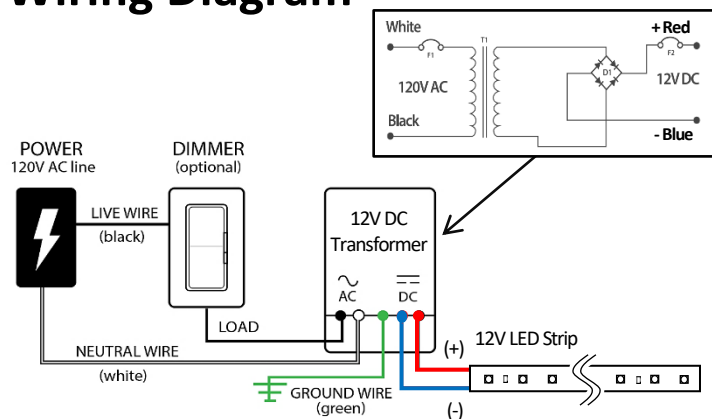 Wiring Diagram
White
+ Red
F1
T1
D1
F2
120V AC
12V DC
Black
- Blue
POWER
120V AC line
DIMMER
(optional)
LIVE WIRE
(black)
12V DC
Transformer
AC
DC
LOAD
NEUTRAL WIRE
(white)
GROUND WIRE
(green)
(+)
12V LED Strip
(-)